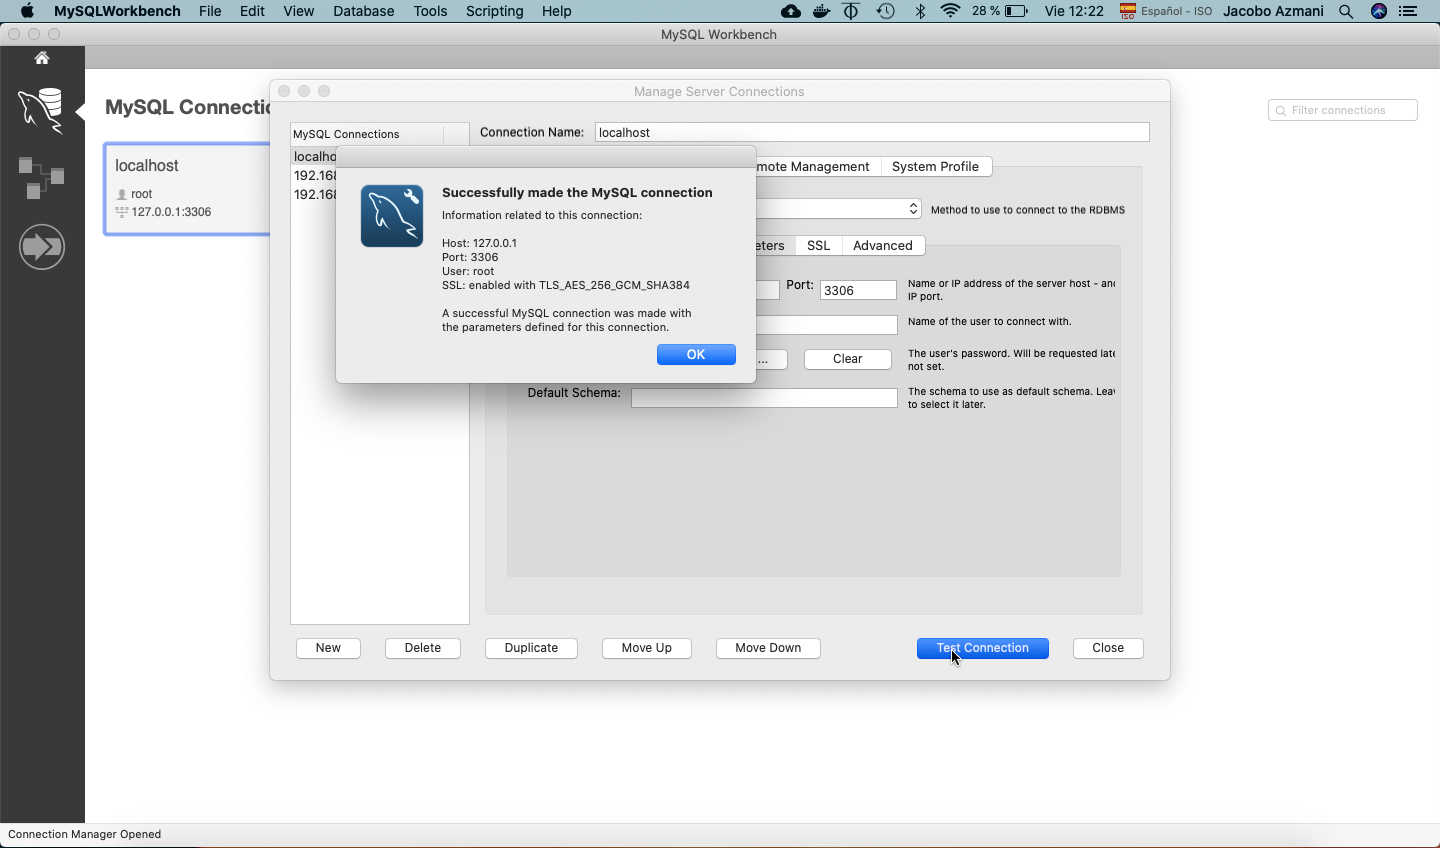 MySQLWorkbench File Edit View Database Tools Scripting Help 28 % Vie 12:22 ISO Español - ISO Jacobo Azmani
MySQL Workbench
MySQL Connectio
Filter connections
localhost
root
127.0.0.1:3306
Manage Server Connections
MySQL Connections
localho
192.168
192.168
Connection Name: localhost
mote Management System Profile
Method to use to connect to the RDBMS
eters SSL Advanced
Port: 3306
Name or IP address of the server host - and
IP port.
Name of the user to connect with.
... Clear
The user's password. Will be requested late
not set.
Default Schema:
The schema to use as default schema. Leav
to select it later.
Successfully made the MySQL connection
Information related to this connection:
Host: 127.0.0.1
Port: 3306
User: root
SSL: enabled with TLS_AES_256_GCM_SHA384
A successful MySQL connection was made with
the parameters defined for this connection.
OK
New Delete Duplicate Move Up Move Down Test Connection Close
Connection Manager Opened